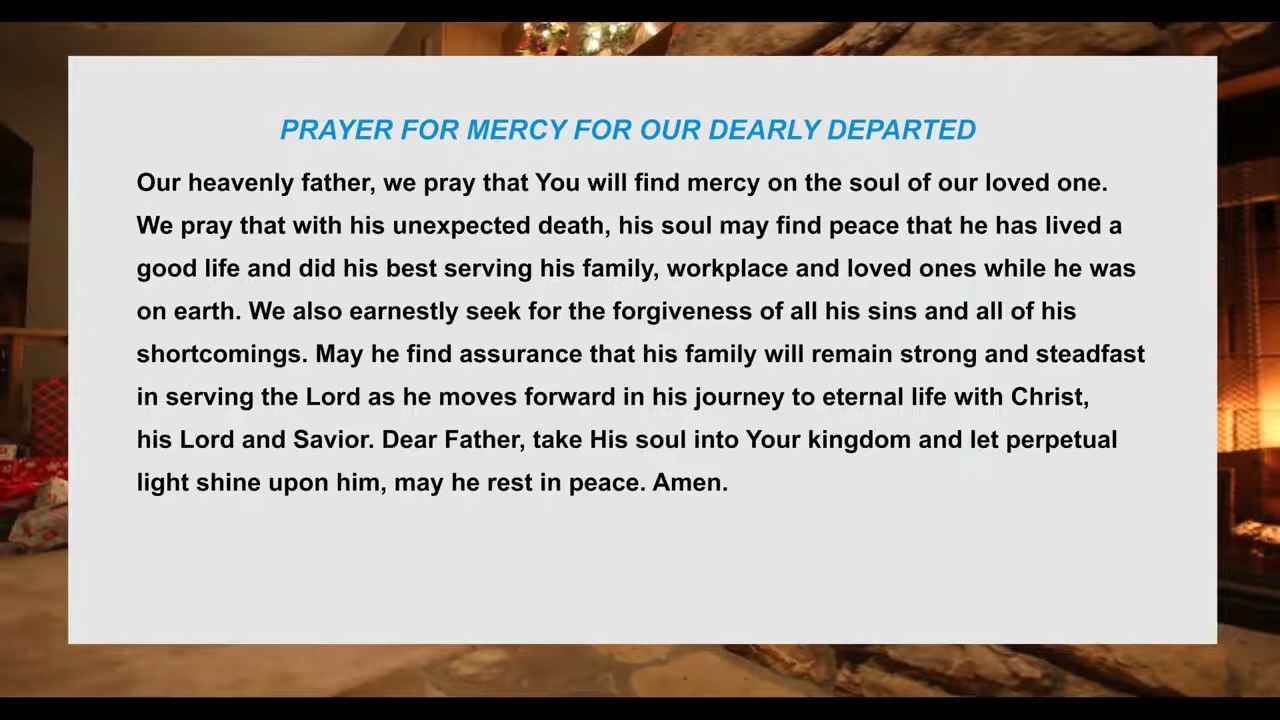 PRAYER FOR MERCY FOR OUR DEARLY DEPARTED
Our heavenly father, we pray that You will find mercy on the soul of our loved one.
We pray that with his unexpected death, his soul may find peace that he has lived a
good life and did his best serving his family, workplace and loved ones while he was
on earth. We also earnestly seek for the forgiveness of all his sins and all of his
shortcomings. May he find assurance that his family will remain strong and steadfast
in serving the Lord as he moves forward in his journey to eternal life with Christ,
his Lord and Savior. Dear Father, take His soul into Your kingdom and let perpetual
light shine upon him, may he rest in peace. Amen.